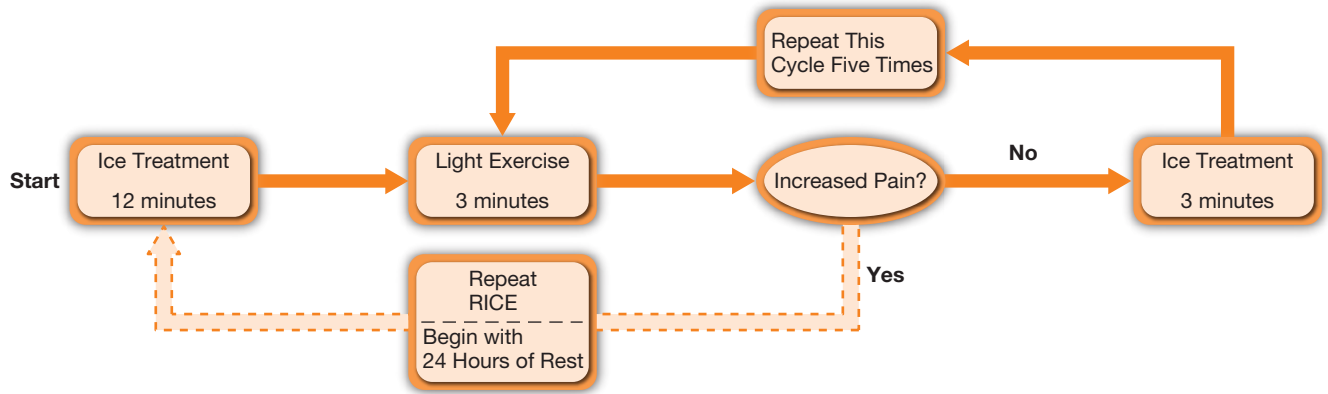 Repeat This
Cycle Five Times
Start
Ice Treatment
12 minutes
Light Exercise
3 minutes
Increased Pain?
No
Ice Treatment
3 minutes
Yes
Repeat
RICE
Begin with
24 Hours of Rest